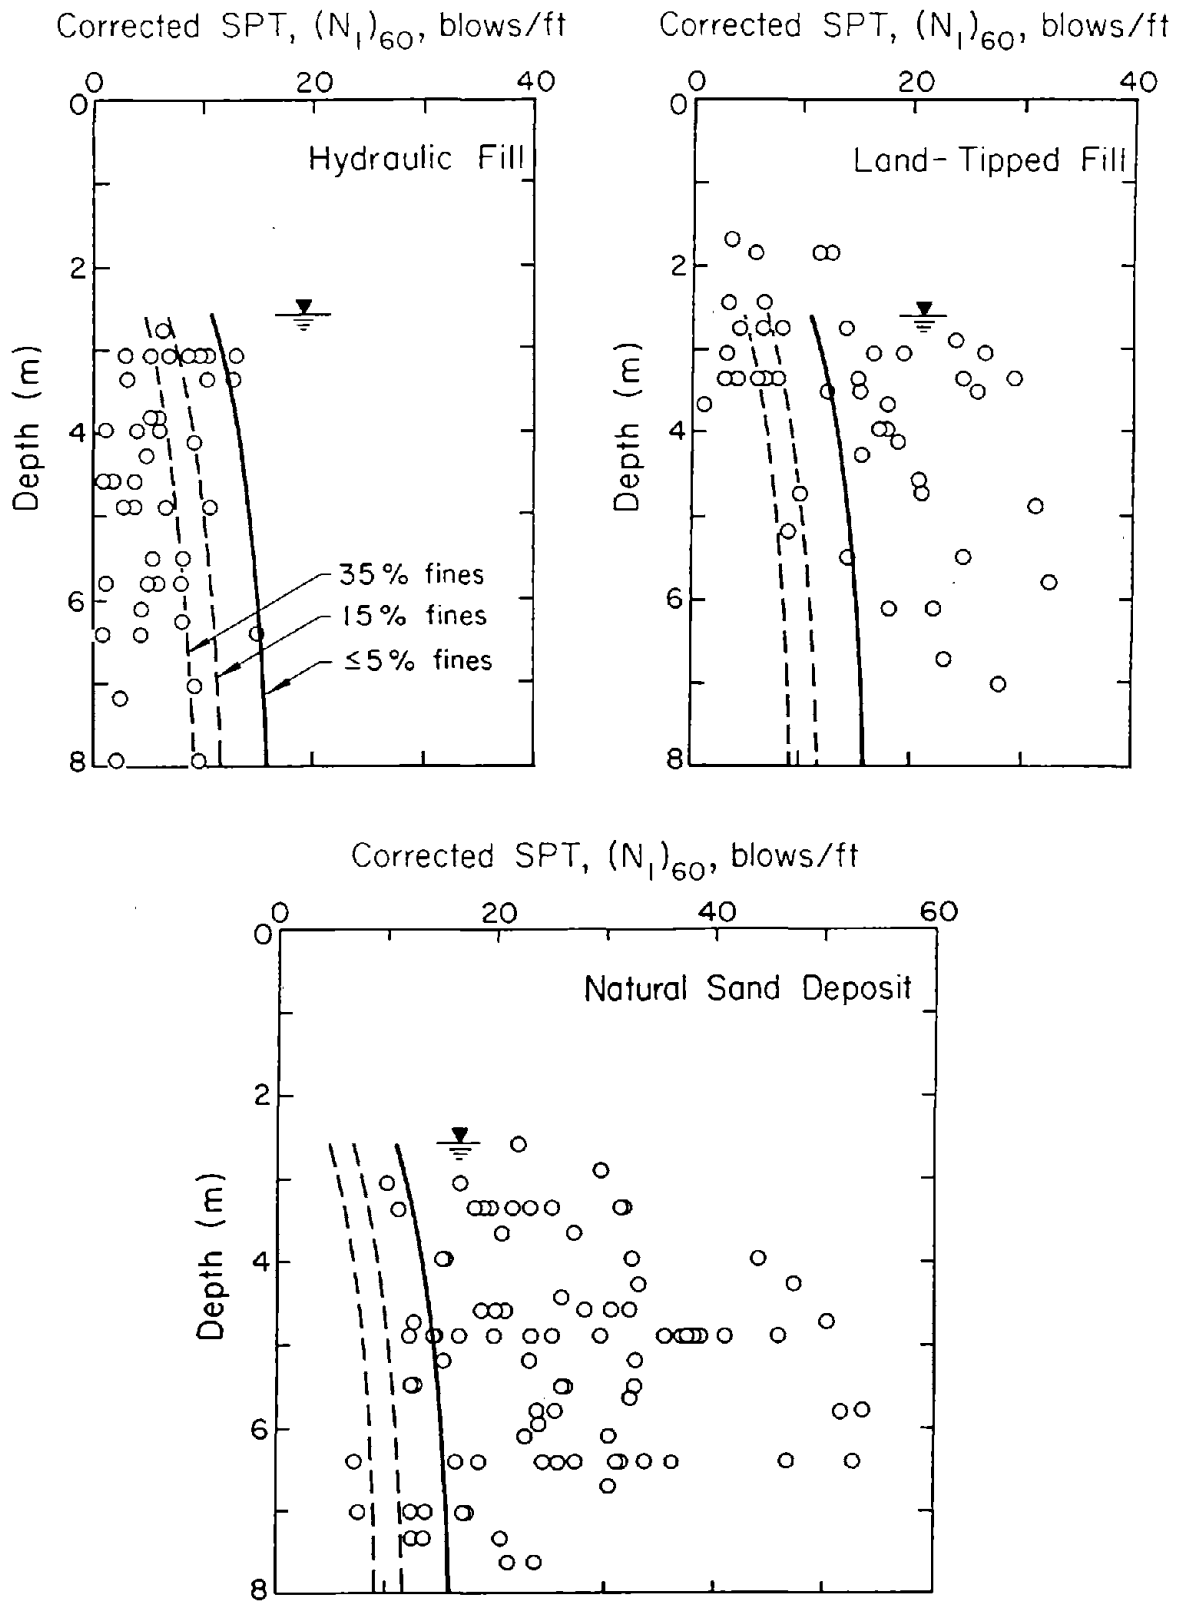 Corrected SPT, (N₁)₆₀, blows/ft
0 20 40
0
Hydraulic Fill
2
4
6
8
Depth (m)
35% fines
15% fines
≤5% fines
Corrected SPT, (N₁)₆₀, blows/ft
0 20 40
0
Land-Tipped Fill
2
4
6
8
Depth (m)
Corrected SPT, (N₁)₆₀, blows/ft
0 20 40 60
0
Natural Sand Deposit
2
4
6
8
Depth (m)